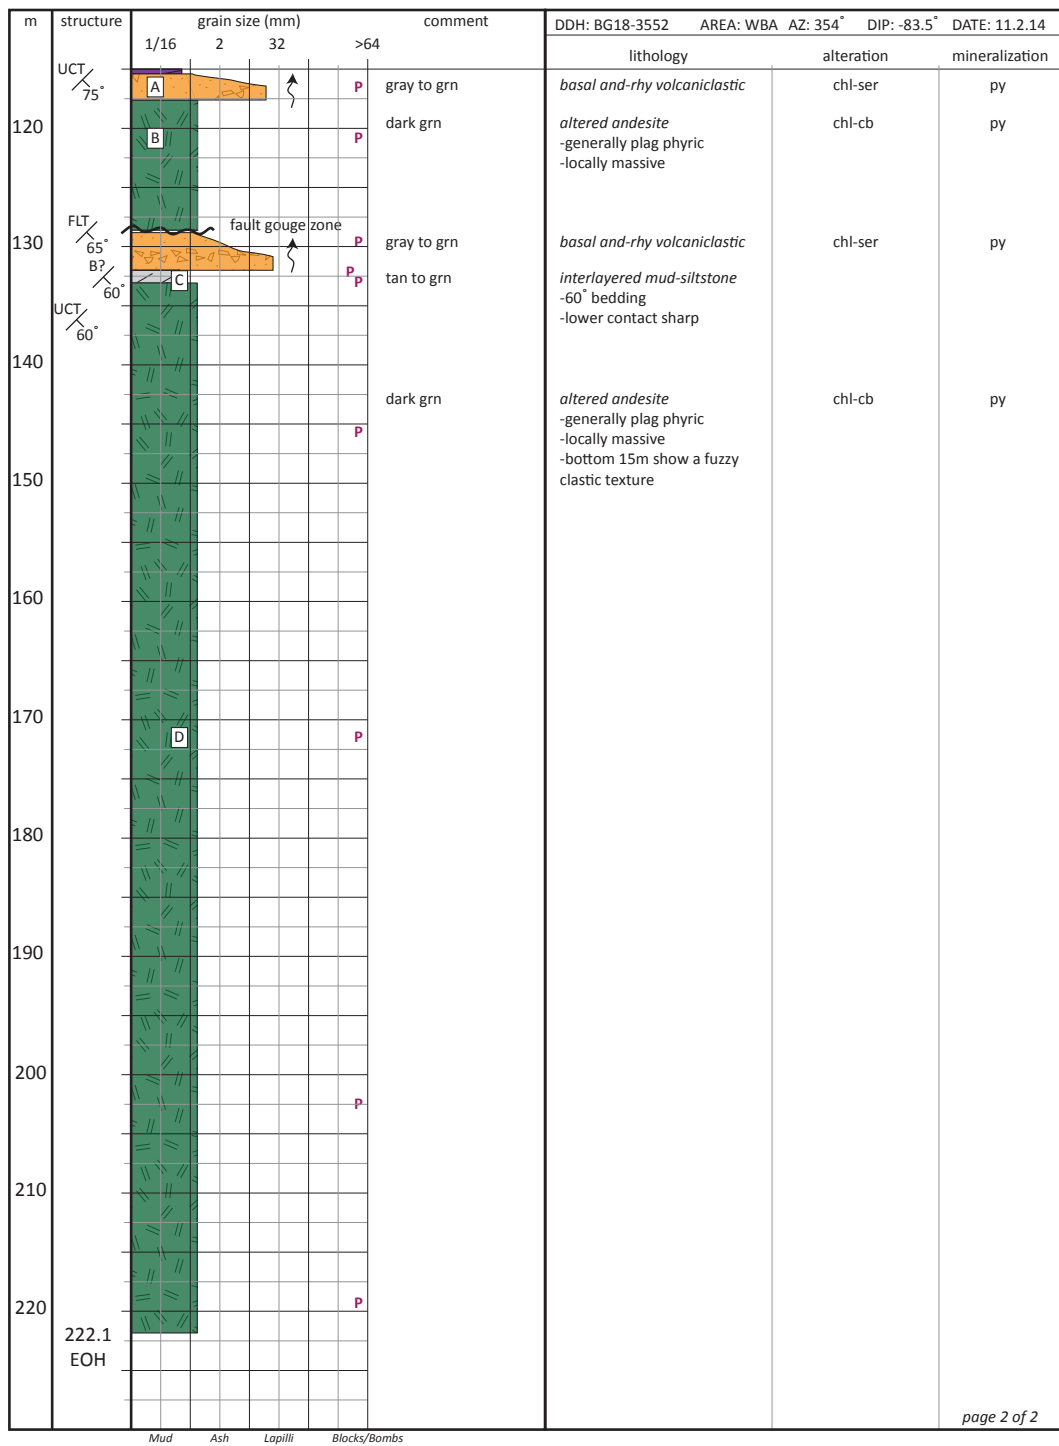 m structure grain size (mm) comment DDH: BG18-3552 AREA: WBA AZ: 354° DIP: -83.5° DATE: 11.2.14
1/16 2 32 >64 lithology alteration mineralization
UCT
75°
A P gray to grn basal and-rhy volcaniclastic chl-ser py
120
B P dark grn altered andesite chl-cb py
-generally plag phyric
-locally massive
FLT
65°
fault gouge zone
130 P gray to grn basal and-rhy volcaniclastic chl-ser py
B?
60°
P
C P tan to grn interlayered mud-siltstone
-60° bedding
-lower contact sharp
UCT
60°
140
dark grn altered andesite chl-cb py
-generally plag phyric
P -locally massive
-bottom 15m show a fuzzy
150 clastic texture
160
170
D P
180
190
200
P
210
220 P
222.1
EOH
page 2 of 2
Mud Ash Lapilli Blocks/Bombs